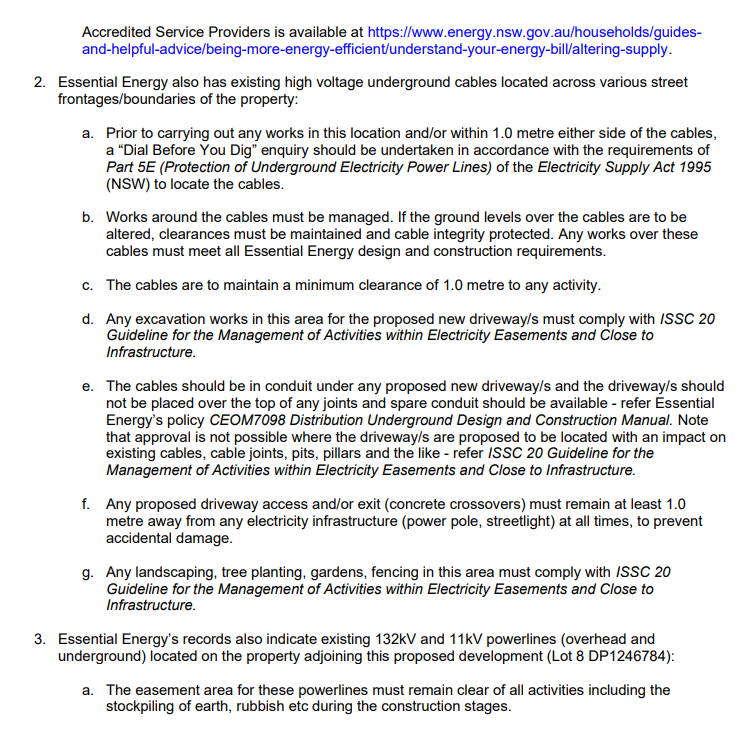 Accredited Service Providers is available at https://www.energy.nsw.gov.au/households/guides-
and-helpful-advice/being-more-energy-efficient/understand-your-energy-bill/altering-supply.
2. Essential Energy also has existing high voltage underground cables located across various street
frontages/boundaries of the property:
a. Prior to carrying out any works in this location and/or within 1.0 metre either side of the cables,
a “Dial Before You Dig” enquiry should be undertaken in accordance with the requirements of
Part 5E (Protection of Underground Electricity Power Lines) of the Electricity Supply Act 1995
(NSW) to locate the cables.
b. Works around the cables must be managed. If the ground levels over the cables are to be
altered, clearances must be maintained and cable integrity protected. Any works over these
cables must meet all Essential Energy design and construction requirements.
c. The cables are to maintain a minimum clearance of 1.0 metre to any activity.
d. Any excavation works in this area for the proposed new driveway/s must comply with ISSC 20
Guideline for the Management of Activities within Electricity Easements and Close to
Infrastructure.
e. The cables should be in conduit under any proposed new driveway/s and the driveway/s should
not be placed over the top of any joints and spare conduit should be available - refer Essential
Energy’s policy CEOM7098 Distribution Underground Design and Construction Manual. Note
that approval is not possible where the driveway/s are proposed to be located with an impact on
existing cables, cable joints, pits, pillars and the like - refer ISSC 20 Guideline for the
Management of Activities within Electricity Easements and Close to Infrastructure.
f. Any proposed driveway access and/or exit (concrete crossovers) must remain at least 1.0
metre away from any electricity infrastructure (power pole, streetlight) at all times, to prevent
accidental damage.
g. Any landscaping, tree planting, gardens, fencing in this area must comply with ISSC 20
Guideline for the Management of Activities within Electricity Easements and Close to
Infrastructure.
3. Essential Energy’s records also indicate existing 132kV and 11kV powerlines (overhead and
underground) located on the property adjoining this proposed development (Lot 8 DP1246784):
a. The easement area for these powerlines must remain clear of all activities including the
stockpiling of earth, rubbish etc during the construction stages.